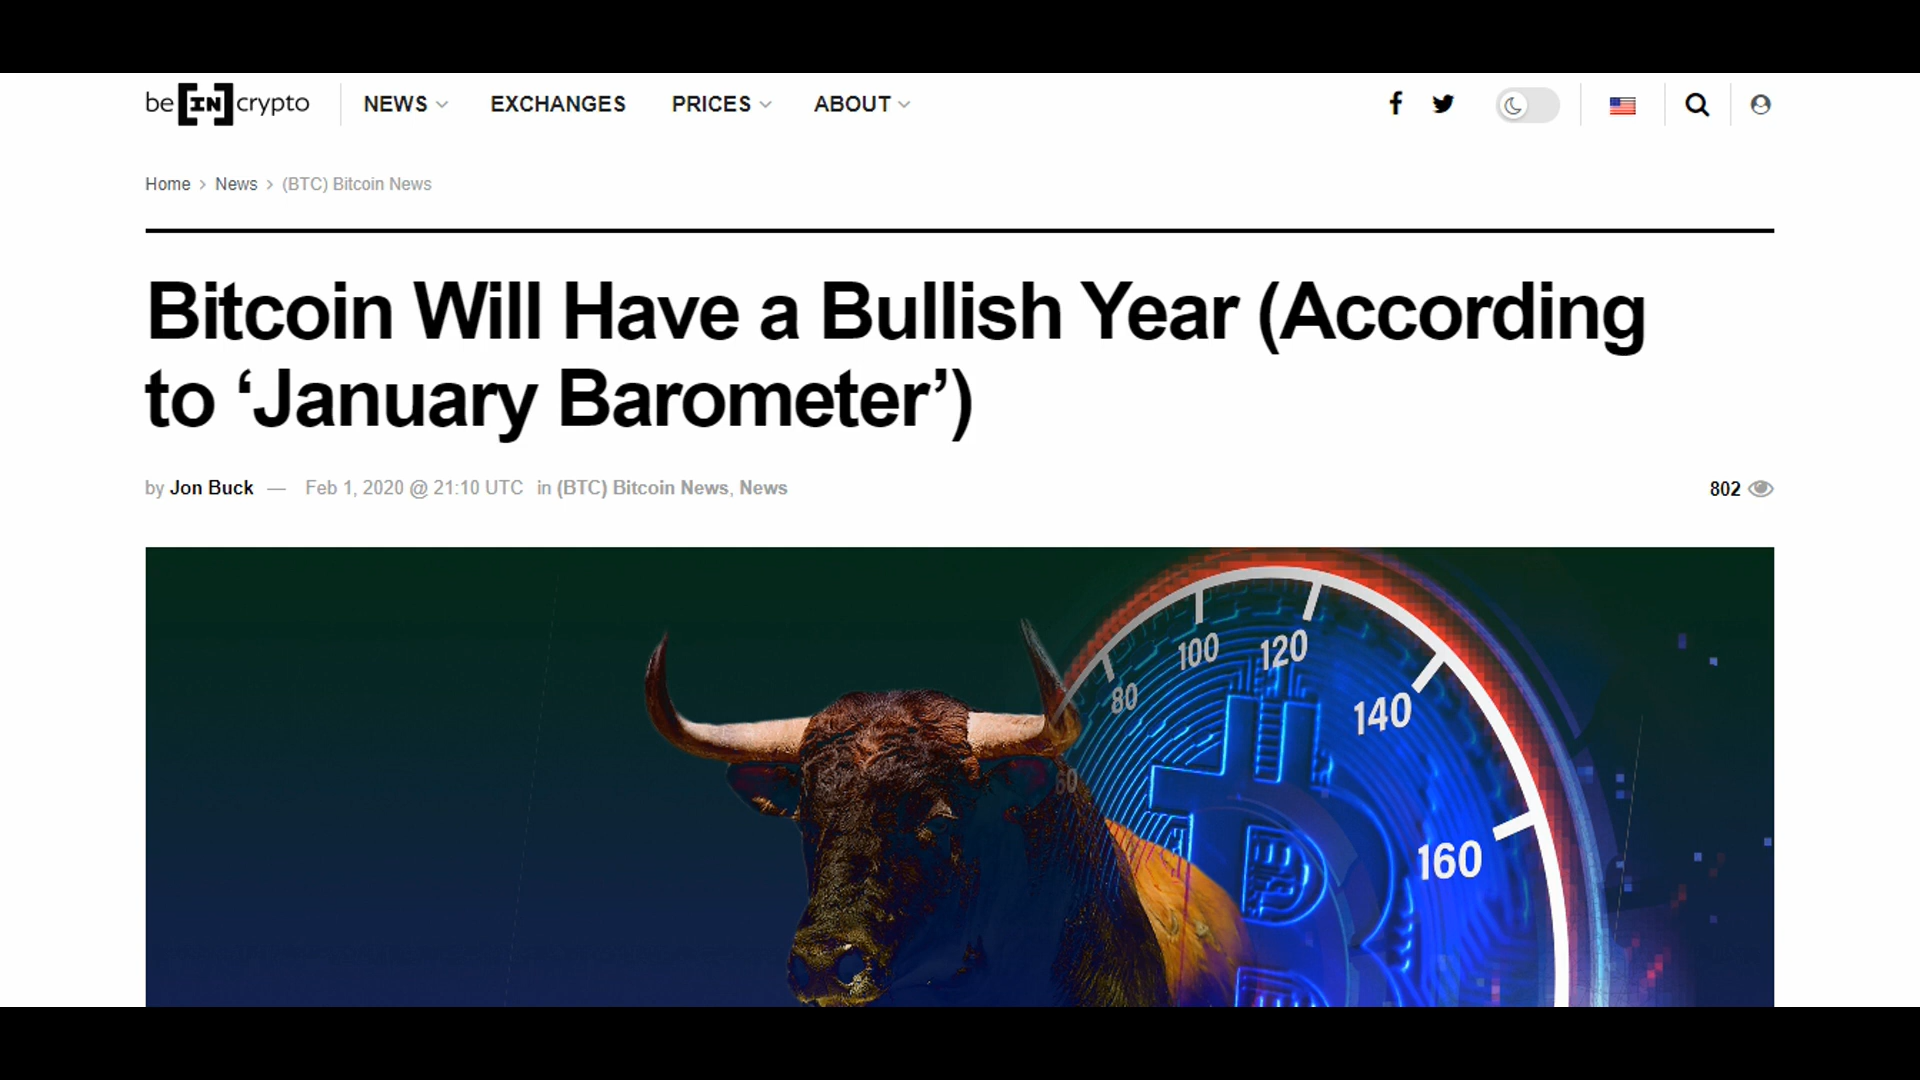 be[IN]crypto NEWS EXCHANGES PRICES ABOUT
Home > News > (BTC) Bitcoin News
Bitcoin Will Have a Bullish Year (According
to ‘January Barometer’)
by Jon Buck — Feb 1, 2020 @ 21:10 UTC in (BTC) Bitcoin News, News 802
60
80
100
120
140
160